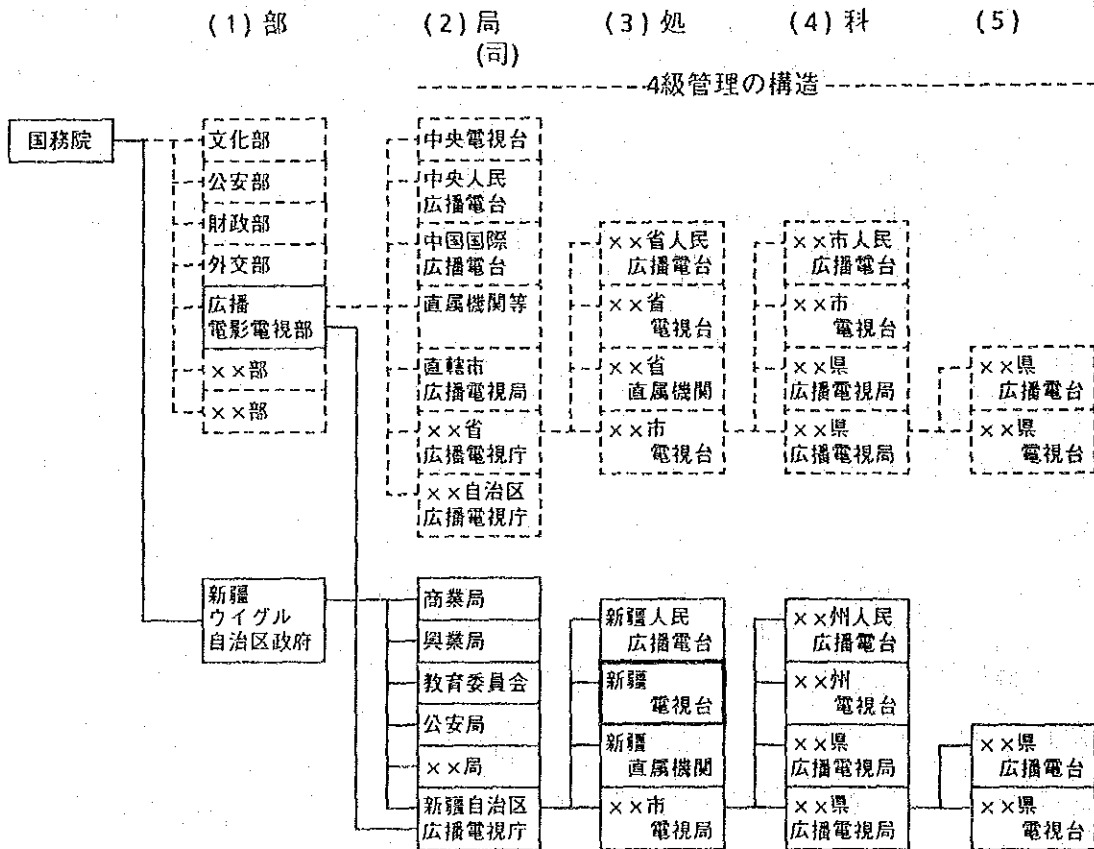 (1)部
(2)局
(司)
(3)処
(4)科
(5)
4級管理の構造
国務院
文化部
公安部
財政部
外交部
広播
電影電視部
××部
××部
中央電視台
中央人民
広播電台
中国国際
広播電台
直属機関等
直轄市
広播電視局
××省
広播電視庁
××自治区
広播電視庁
××省人民
広播電台
××省
電視台
××省
直属機関
××市
電視台
××市人民
広播電台
××市
電視台
××県
広播電視局
××県
広播電視局
××県
広播電台
××県
電視台
新疆
ウイグル
自治区政府
商業局
興業局
教育委員会
公安局
××局
新疆自治区
広播電視庁
新疆人民
広播電台
新疆
電視台
新疆
直属機関
××市
電視局
××州人民
広播電台
××州
電視台
××県
広播電視局
××県
広播電視局
××県
広播電台
××県
電視台